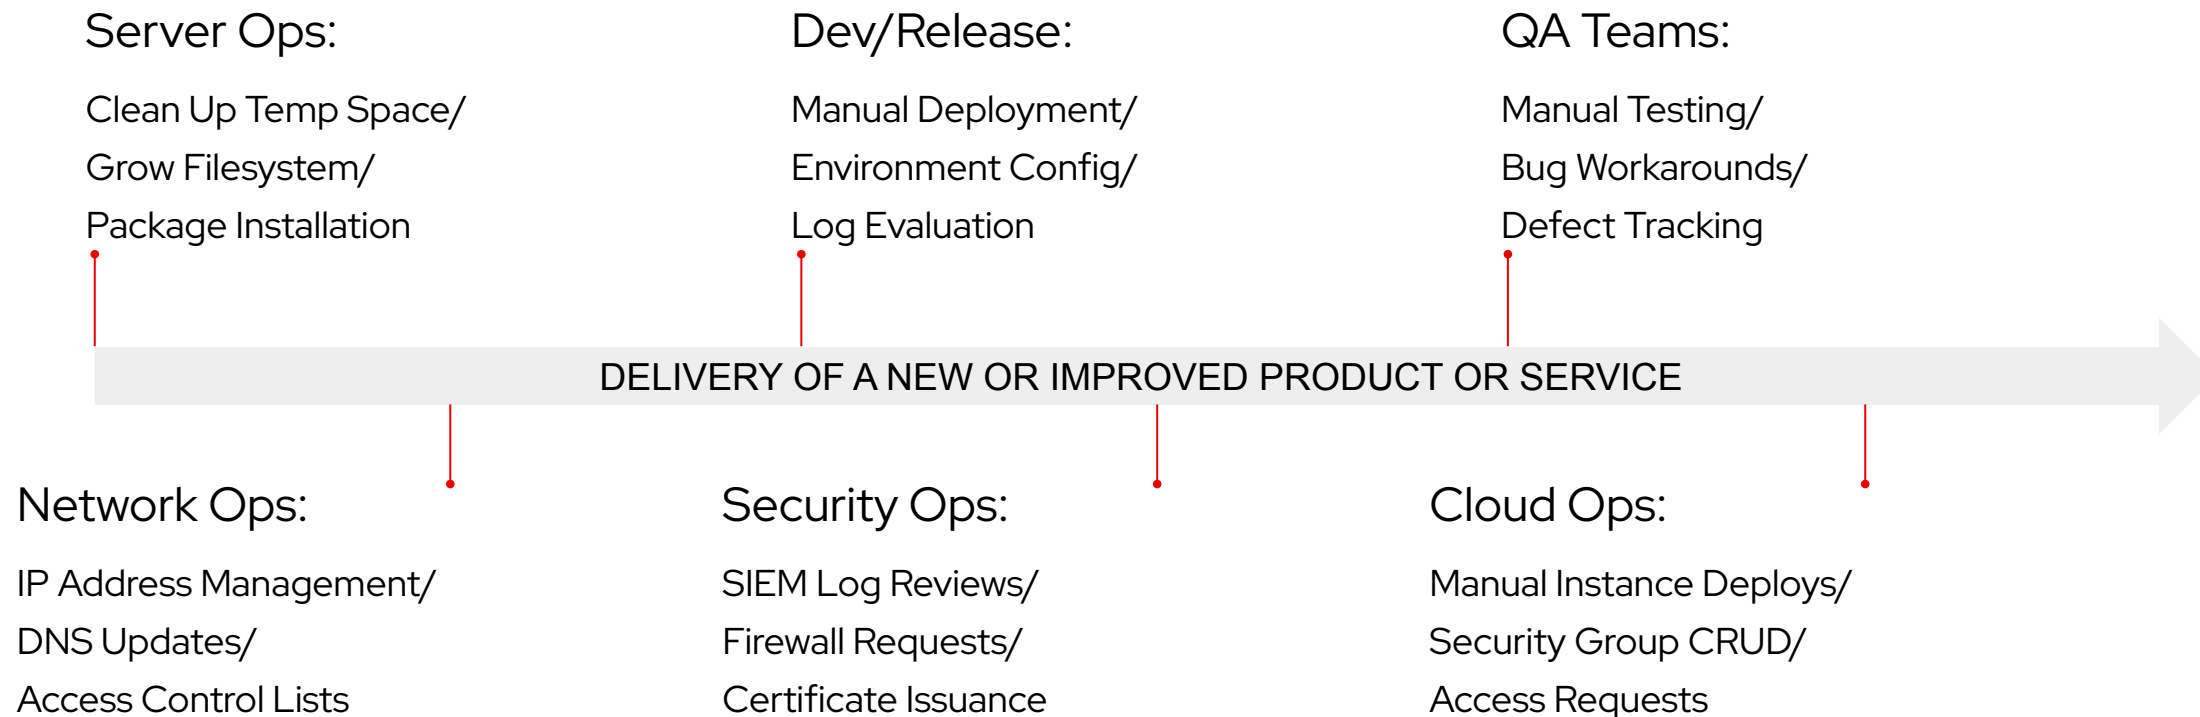 Server Ops:
Clean Up Temp Space/
Grow Filesystem/
Package Installation
Dev/Release:
Manual Deployment/
Environment Config/
Log Evaluation
QA Teams:
Manual Testing/
Bug Workarounds/
Defect Tracking
DELIVERY OF A NEW OR IMPROVED PRODUCT OR SERVICE
Network Ops:
IP Address Management/
DNS Updates/
Access Control Lists
Security Ops:
SIEM Log Reviews/
Firewall Requests/
Certificate Issuance
Cloud Ops:
Manual Instance Deploys/
Security Group CRUD/
Access Requests